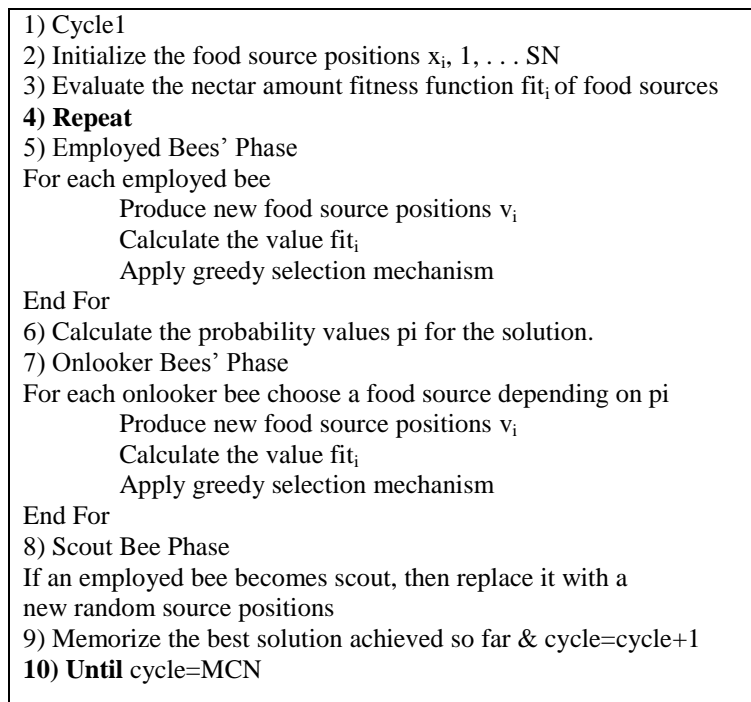 1) Cycle1
2) Initialize the food source positions xi, 1, . . . SN
3) Evaluate the nectar amount fitness function fiti of food sources
4) Repeat
5) Employed Bees’ Phase
For each employed bee
Produce new food source positions vi
Calculate the value fiti
Apply greedy selection mechanism
End For
6) Calculate the probability values pi for the solution.
7) Onlooker Bees’ Phase
For each onlooker bee choose a food source depending on pi
Produce new food source positions vi
Calculate the value fiti
Apply greedy selection mechanism
End For
8) Scout Bee Phase
If an employed bee becomes scout, then replace it with a
new random source positions
9) Memorize the best solution achieved so far & cycle=cycle+1
10) Until cycle=MCN